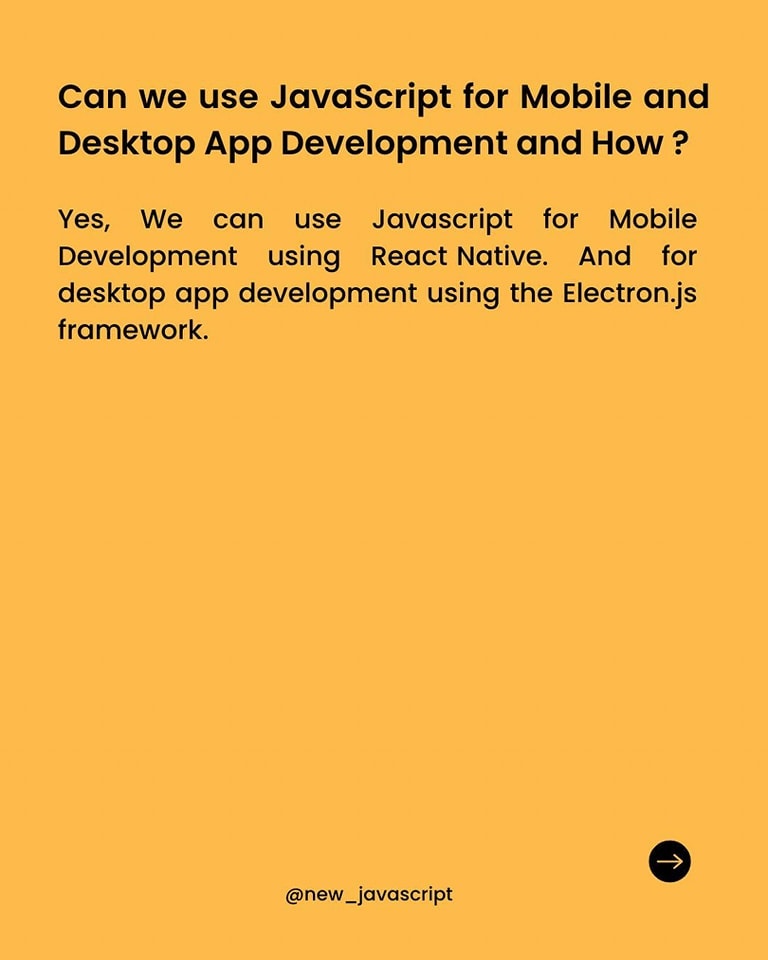 Can we use JavaScript for Mobile and
Desktop App Development and How ?
Yes, We can use Javascript for Mobile
Development using React Native. And for
desktop app development using the Electron.js
framework.
@new_javascript